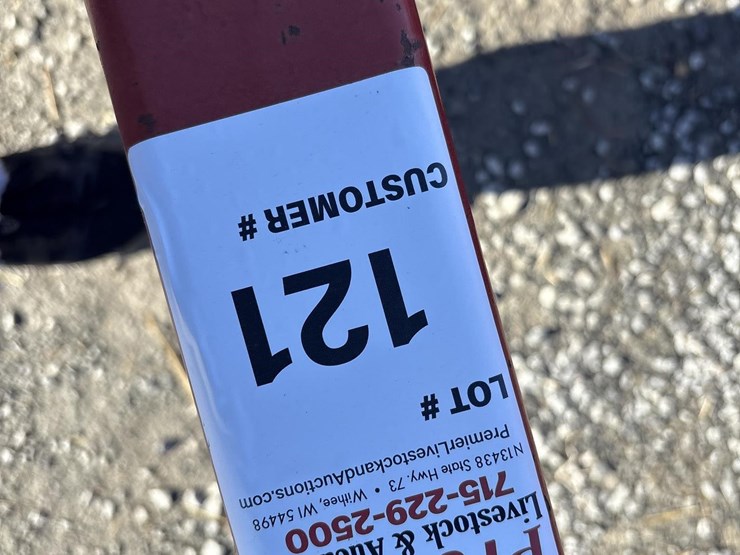 Livestock &
715-229-2500
N13438 State Hwy. 73 • Withee, WI 54498
PremierLivestockandAuctions.com
LOT #
121
CUSTOMER #